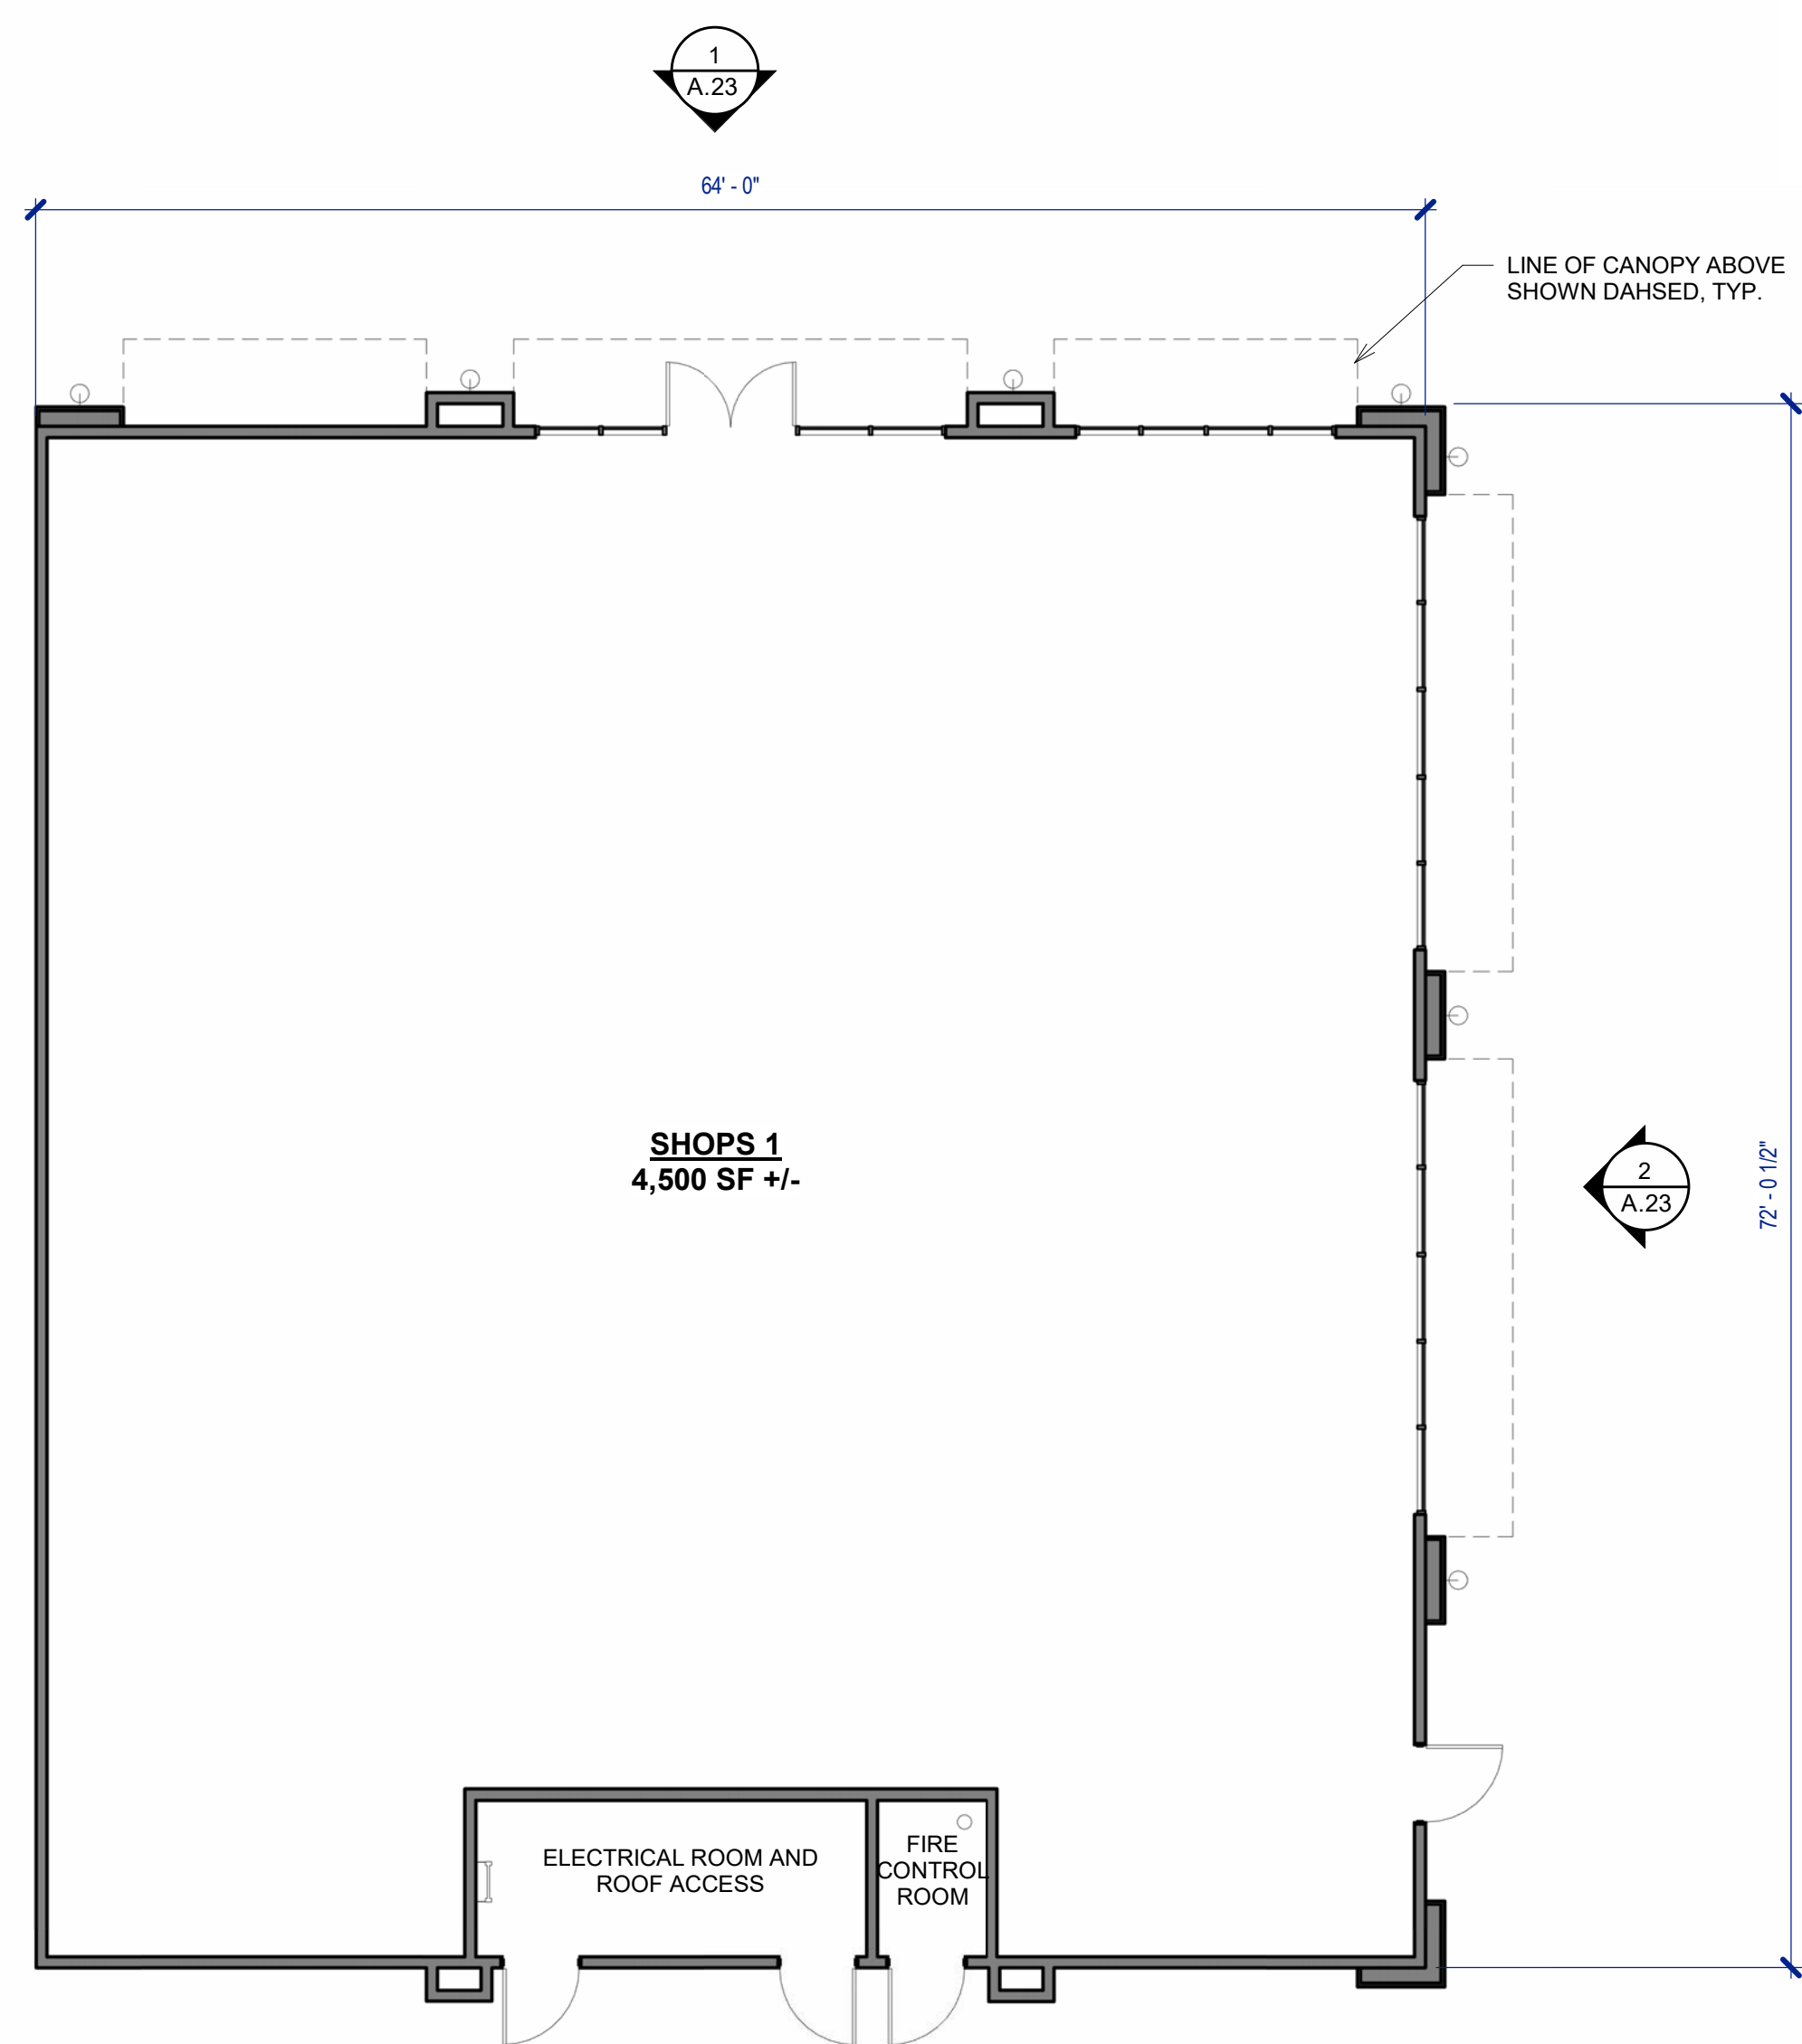 1
A.23
64' - 0"
LINE OF CANOPY ABOVE
SHOWN DAHSED, TYP.
SHOPS 1
4,500 SF +/-
2
A.23
72' - 0 1/2"
ELECTRICAL ROOM AND
ROOF ACCESS
FIRE
CONTROL
ROOM